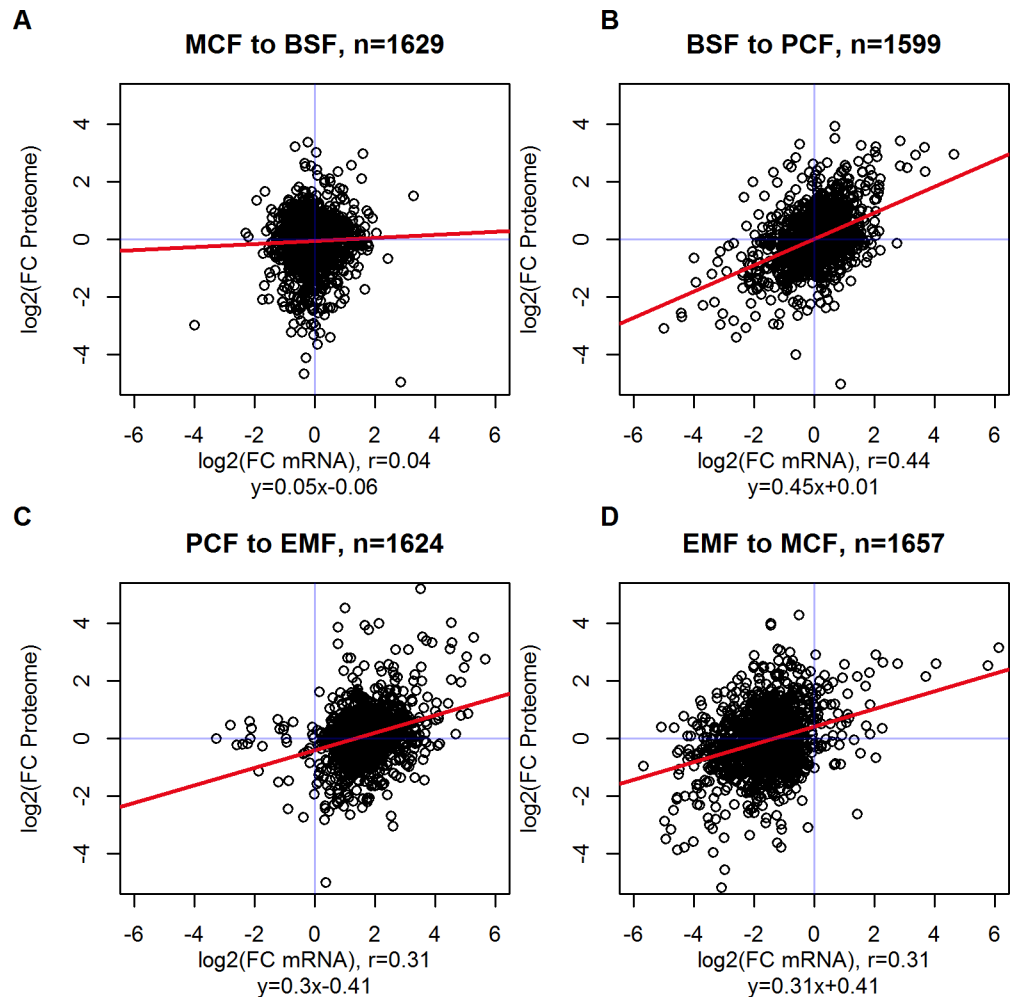 A
MCF to BSF, n=1629
log2(FC Proteome)
4
2
0
-2
-4
-6 -4 -2 0 2 4 6
log2(FC mRNA), r=0.04
y=0.05x-0.06
B
BSF to PCF, n=1599
log2(FC Proteome)
4
2
0
-2
-4
-6 -4 -2 0 2 4 6
log2(FC mRNA), r=0.44
y=0.45x+0.01
C
PCF to EMF, n=1624
log2(FC Proteome)
4
2
0
-2
-4
-6 -4 -2 0 2 4 6
log2(FC mRNA), r=0.31
y=0.3x-0.41
D
EMF to MCF, n=1657
log2(FC Proteome)
4
2
0
-2
-4
-6 -4 -2 0 2 4 6
log2(FC mRNA), r=0.31
y=0.31x+0.41